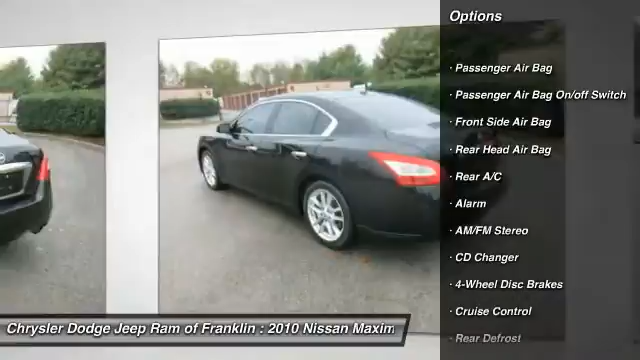 Options
· Passenger Air Bag
· Passenger Air Bag On/off Switch
· Front Side Air Bag
· Rear Head Air Bag
· Rear A/C
· Alarm
· AM/FM Stereo
· CD Changer
· 4-Wheel Disc Brakes
· Cruise Control
· Rear Defrost
Chrysler Dodge Jeep Ram of Franklin : 2010 Nissan Maxim